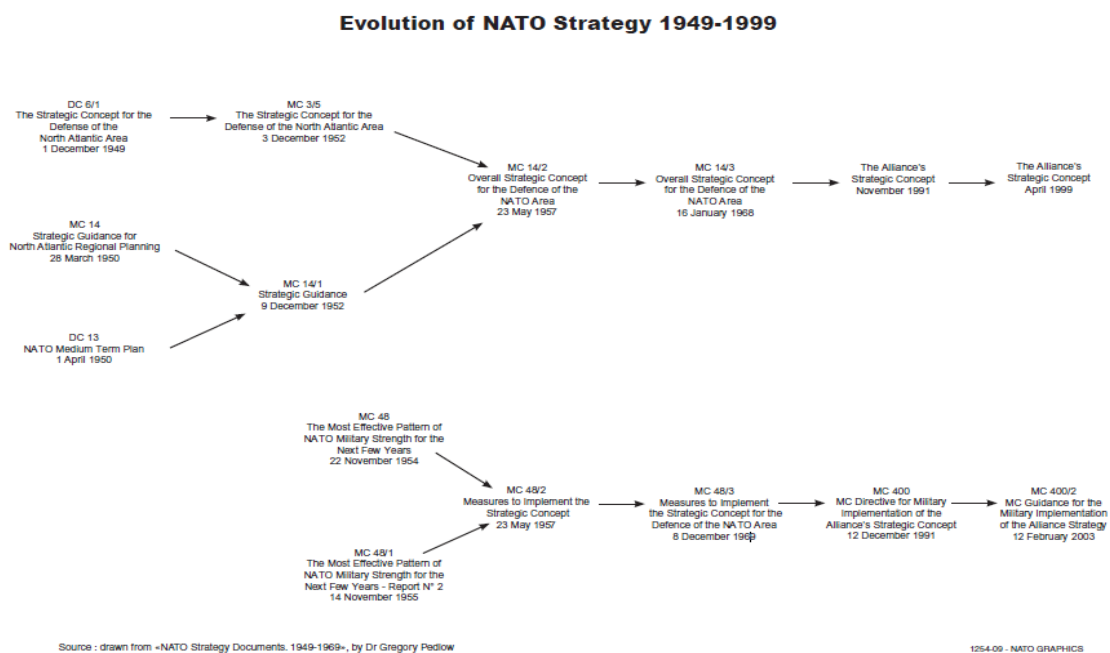 Evolution of NATO Strategy 1949-1999
DC 6/1
The Strategic Concept for the
Defense of the
North Atlantic Area
1 December 1949
MC 3/5
The Strategic Concept for the
Defense of the North Atlantic Area
3 December 1952
MC 14/2
Overall Strategic Concept
for the Defence of the
NATO Area
23 May 1957
MC 14/3
Overall Strategic Concept
for the Defence of the
NATO Area
16 January 1968
The Alliance's
Strategic Concept
November 1991
The Alliance's
Strategic Concept
April 1999
MC 14
Strategic Guidance for
North Atlantic Regional Planning
28 March 1950
MC 14/1
Strategic Guidance
9 December 1952
DC 13
NATO Medium Term Plan
1 April 1950
MC 48
The Most Effective Pattern of
NATO Military Strength for the
Next Few Years
22 November 1954
MC 48/2
Measures to Implement the
Strategic Concept
23 May 1957
MC 48/3
Measures to Implement
the Strategic Concept for the
Defence of the NATO Area
8 December 1969
MC 400
MC Directive for Military
Implementation of the
Alliance's Strategic Concept
12 December 1991
MC 400/2
MC Guidance for the
Military Implementation
of the Alliance Strategy
12 February 2003
MC 48/1
The Most Effective Pattern of
NATO Military Strength for the
Next Few Years - Report N° 2
14 November 1955
Source : drawn from «NATO Strategy Documents. 1949-1969», by Dr Gregory Pedlow
1254-09 - NATO GRAPHICS